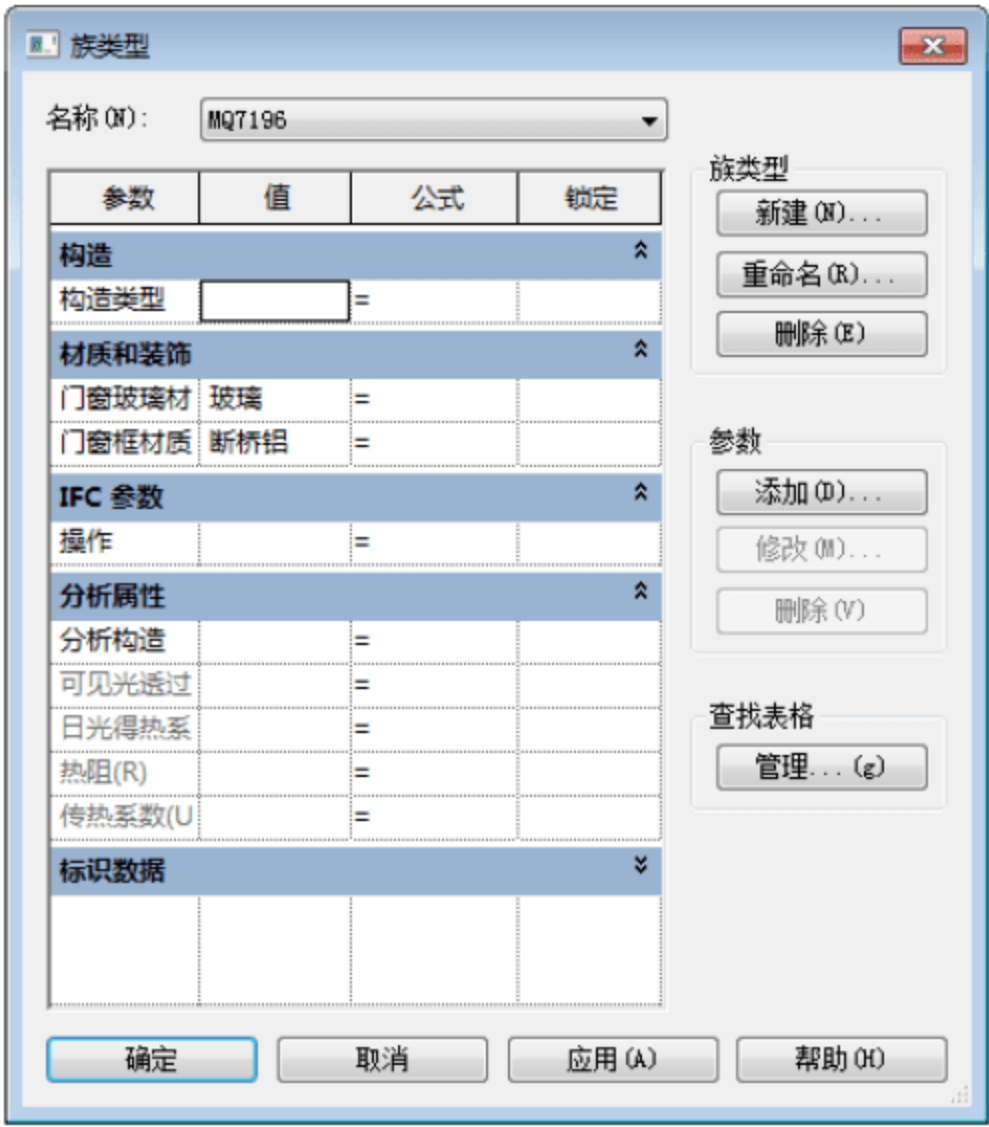 族类型
名称(N):
MQ7196
参数 值 公式 锁定
构造
构造类型 =
材质和装饰
门窗玻璃材 玻璃 =
门窗框材质 断桥铝 =
IFC 参数
操作 =
分析属性
分析构造 =
可见光透过 =
日光得热系 =
热阻(R) =
传热系数(U =
标识数据
族类型
新建(N)...
重命名(R)...
删除(E)
参数
添加(D)...
修改(M)...
删除(V)
查找表格
管理...(g)
确定 取消 应用(A) 帮助(H)